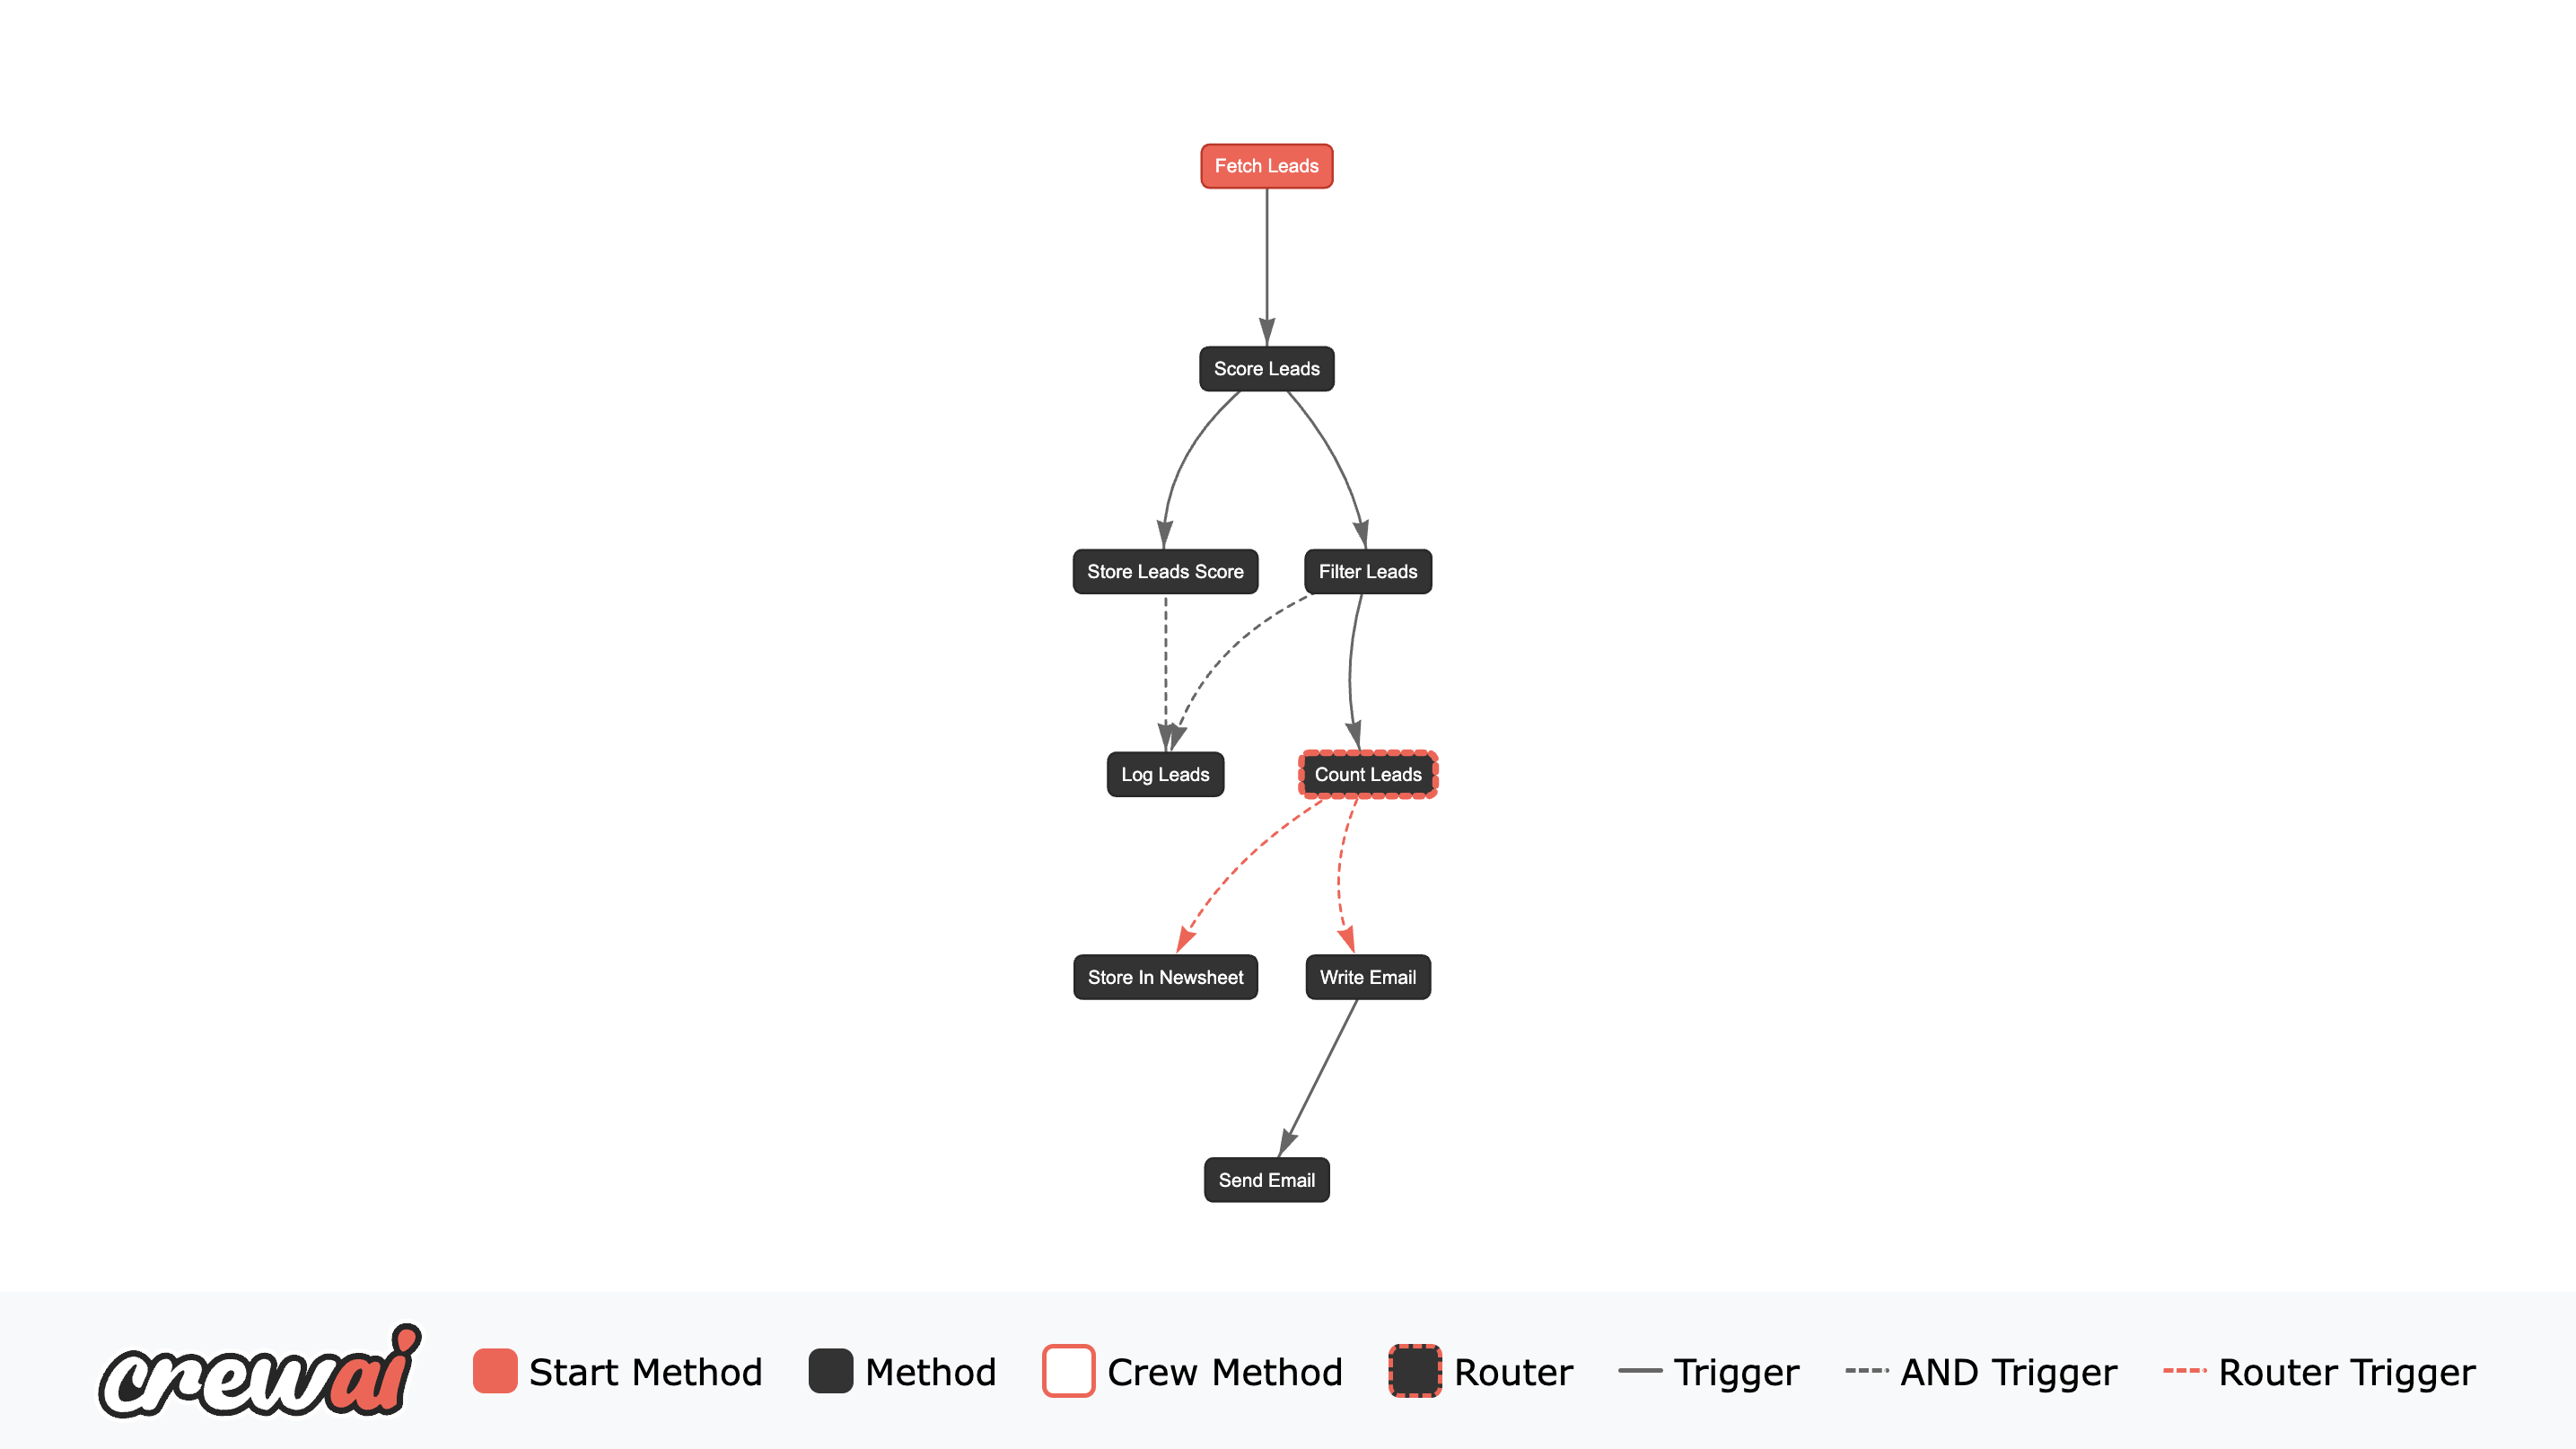 Fetch Leads
Score Leads
Store Leads Score
Filter Leads
Log Leads
Count Leads
Store In Newsheet
Write Email
Send Email
crewai
Start Method
Method
Crew Method
Router
Trigger
AND Trigger
Router Trigger